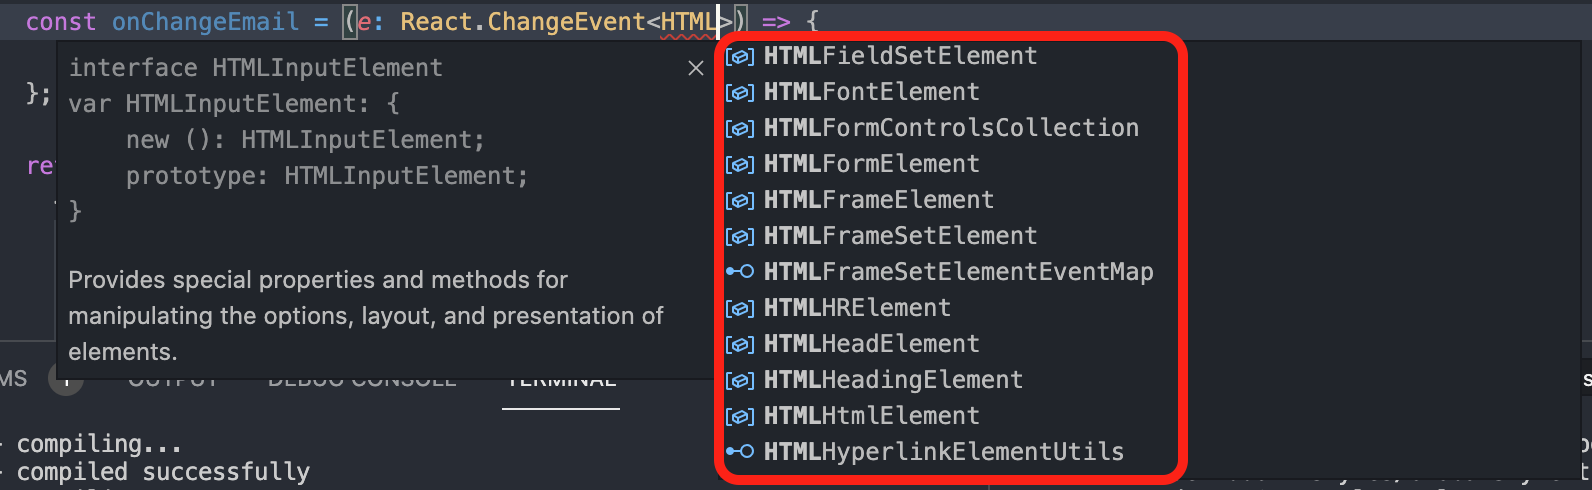 const onChangeEmail = (e: React.ChangeEvent<HTML>) => {
interface HTMLInputElement
var HTMLInputElement: {
new (): HTMLInputElement;
prototype: HTMLInputElement;
}
Provides special properties and methods for
manipulating the options, layout, and presentation of
elements.
};
re
HTMLFieldSetElement
HTMLFontElement
HTMLFormControlsCollection
HTMLFormElement
HTMLFrameElement
HTMLFrameSetElement
HTMLFrameSetElementEventMap
HTMLHRElement
HTMLHeadElement
HTMLHeadingElement
HTMLHtmlElement
HTMLHyperlinkElementUtils
MS 1 OUTPUT DEBUG CONSOLE TERMINAL
compiling...
compiled successfully